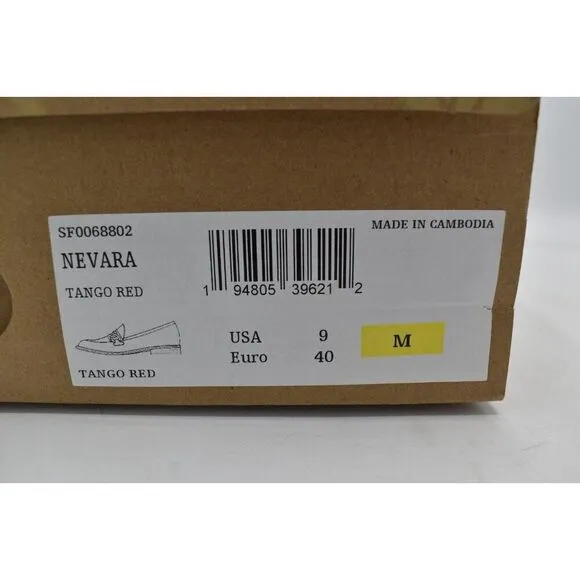 SF0068802
MADE IN CAMBODIA
NEVARA
TANGO RED
1 94805 39621 2
USA 9 M
Euro 40
TANGO RED